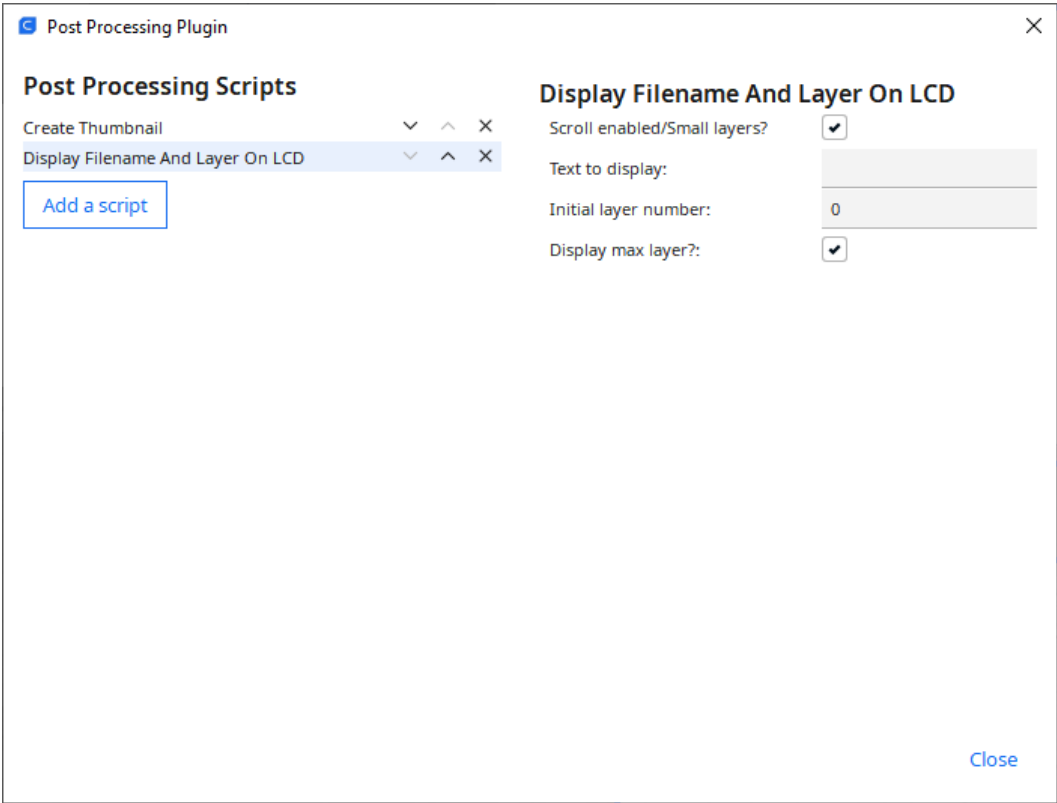 Post Processing Plugin
Post Processing Scripts
Create Thumbnail
Display Filename And Layer On LCD
Add a script
Display Filename And Layer On LCD
Scroll enabled/Small layers?
Text to display:
Initial layer number: 0
Display max layer?:
Close